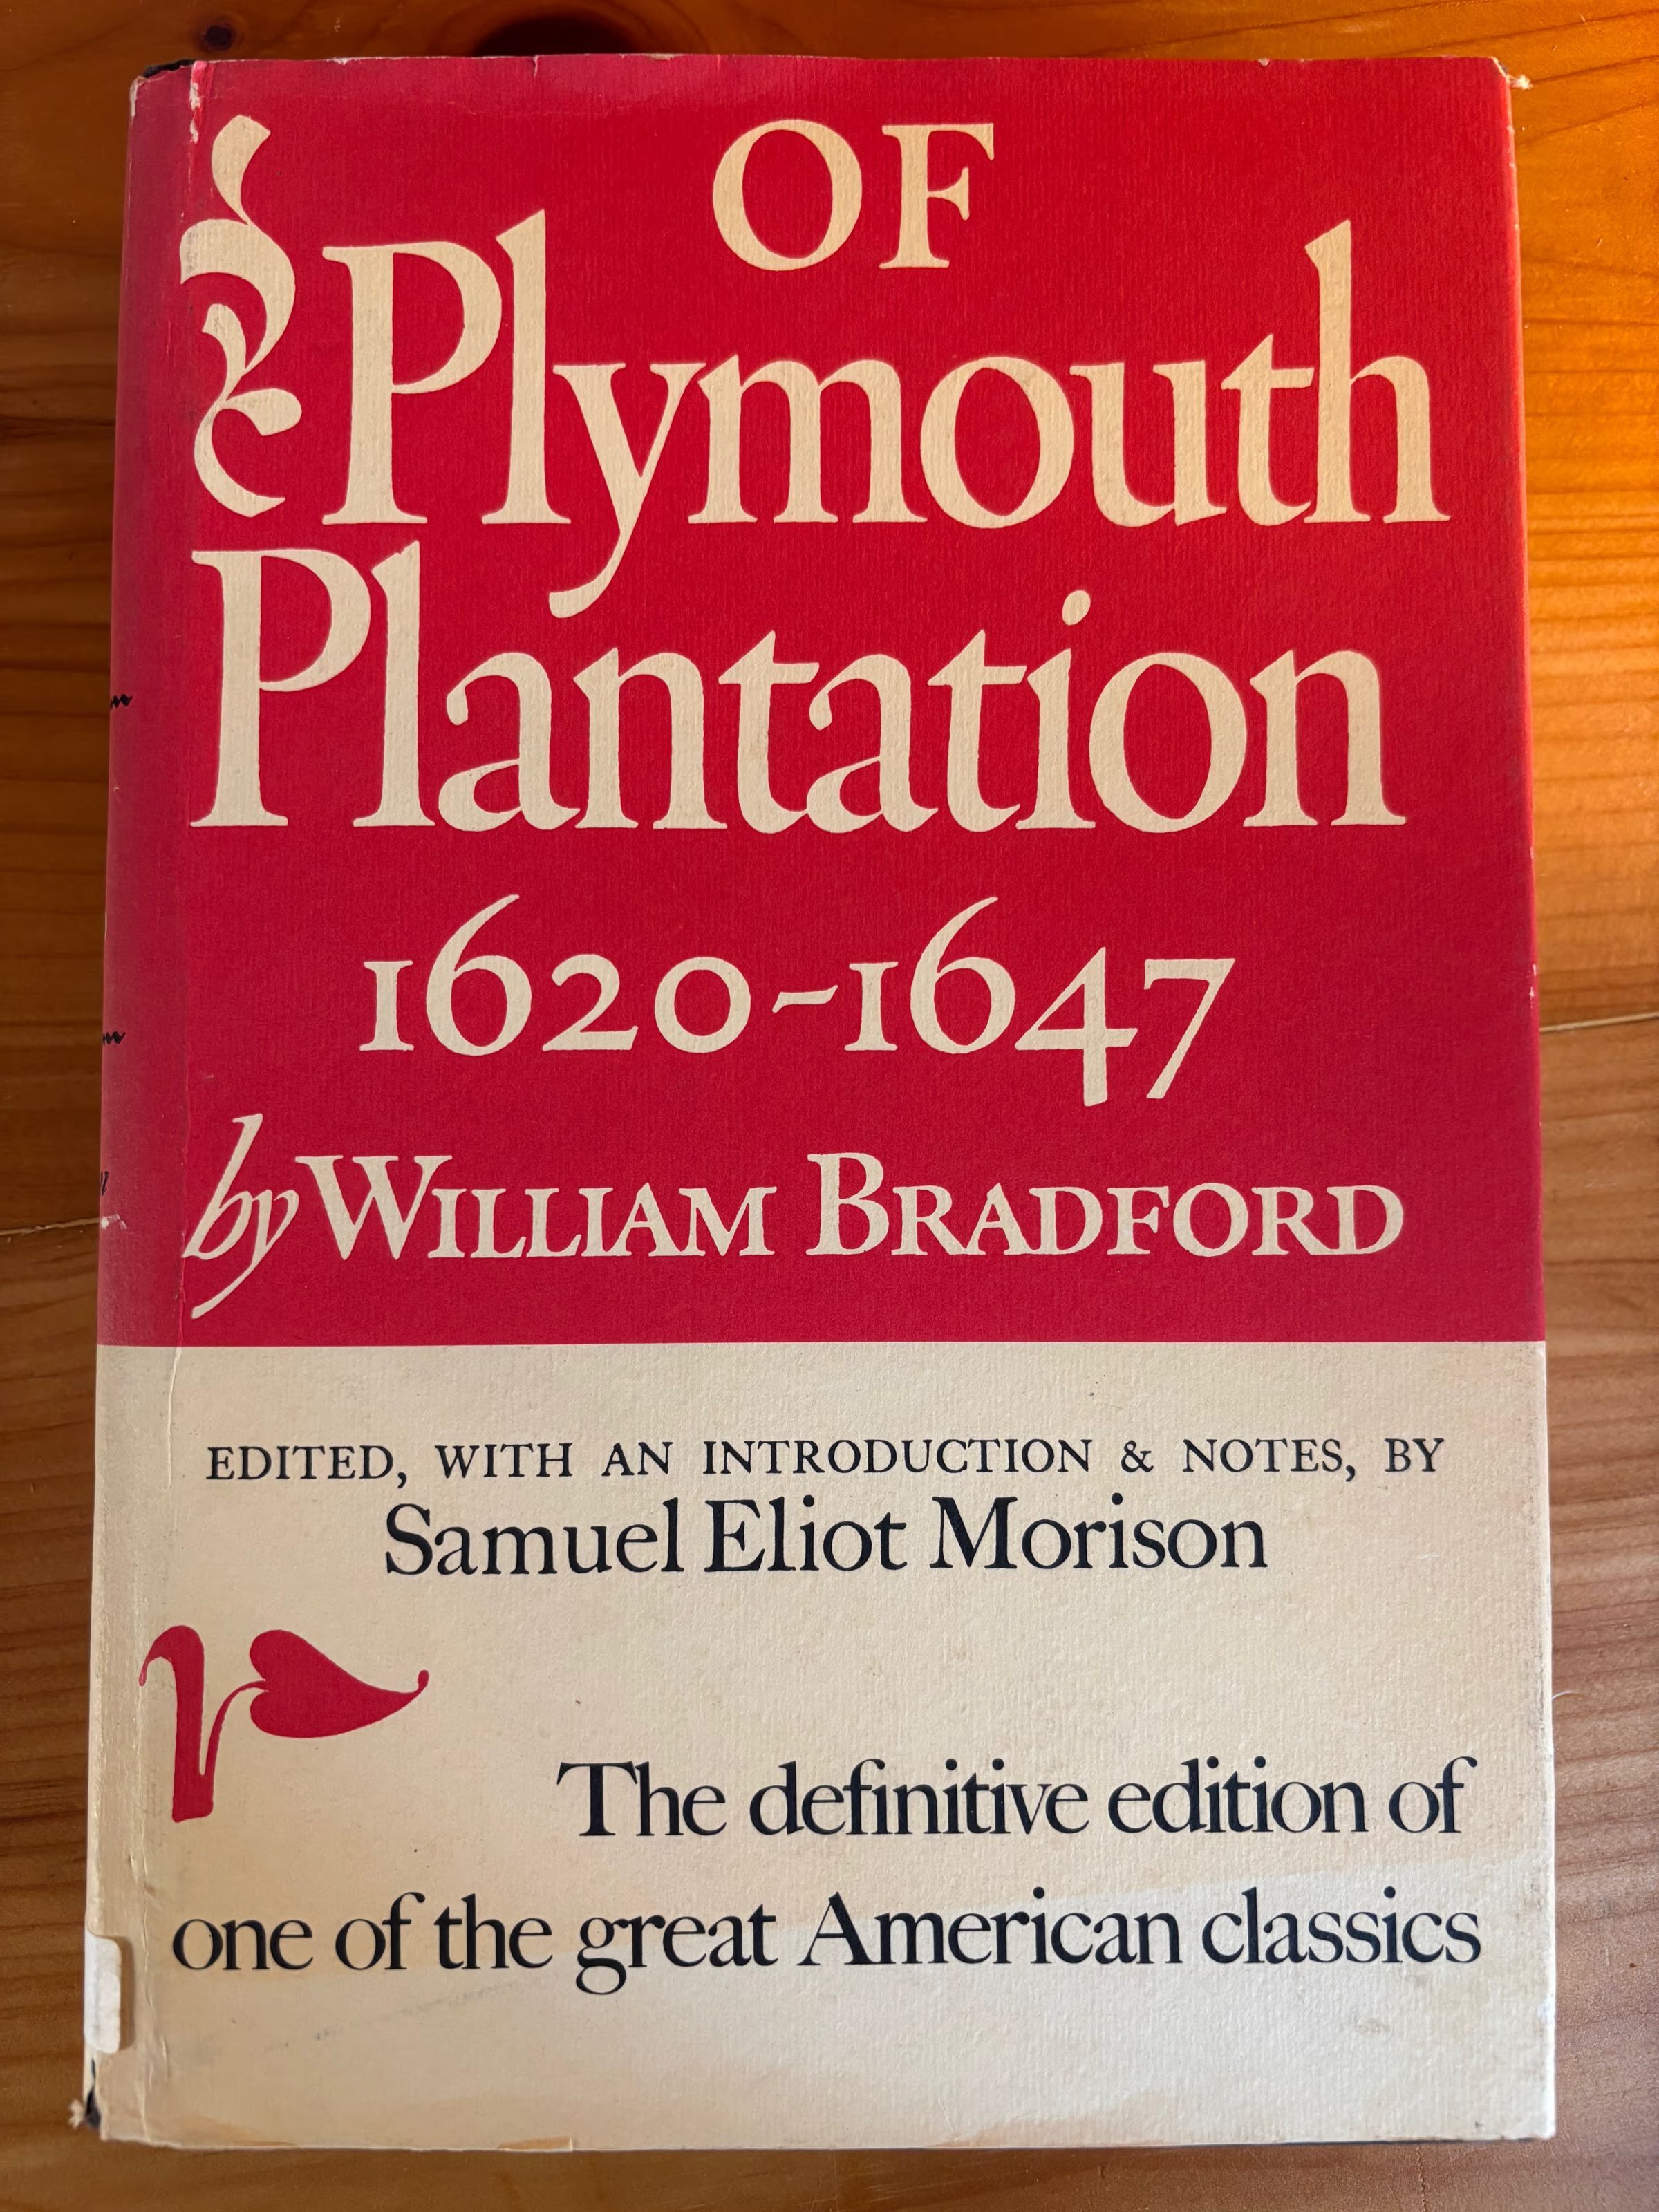 OF
Plymouth
Plantation
1620-1647
by WILLIAM BRADFORD
EDITED, WITH AN INTRODUCTION & NOTES, BY
Samuel Eliot Morison
The definitive edition of
one of the great American classics